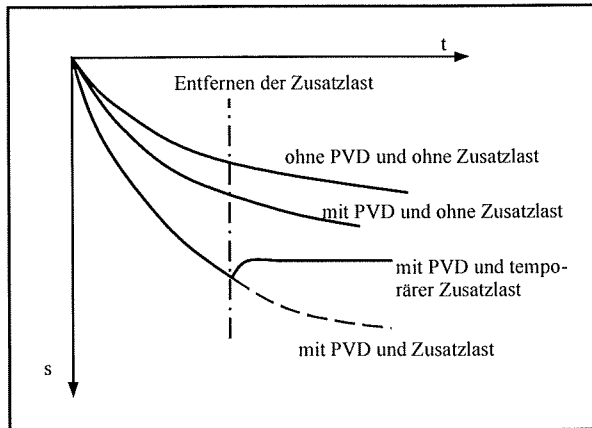 t
Entfernen der Zusatzlast
ohne PVD und ohne Zusatzlast
mit PVD und ohne Zusatzlast
mit PVD und tempo-
rärer Zusatzlast
mit PVD und Zusatzlast
s